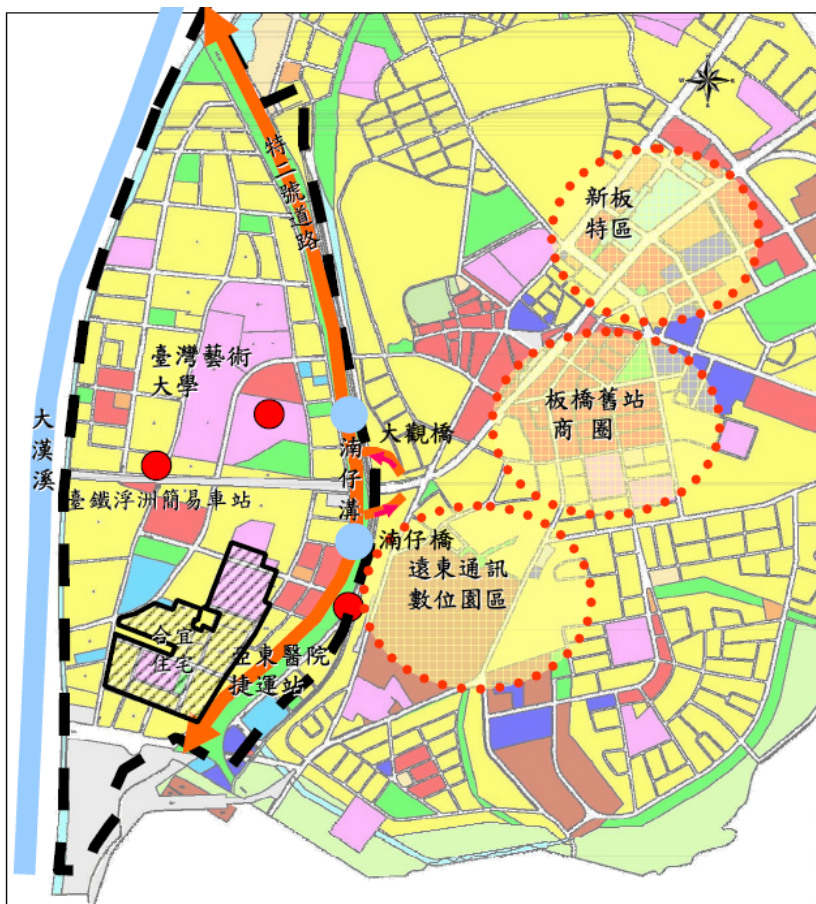 特二號道路
新板
特區
臺灣藝術
大學
板橋舊站
商圈
大漢溪
大觀橋
湳仔溝
臺鐵浮洲簡易車站
湳仔橋
遠東通訊
數位園區
合宜
住宅
亞東醫院
捷運站